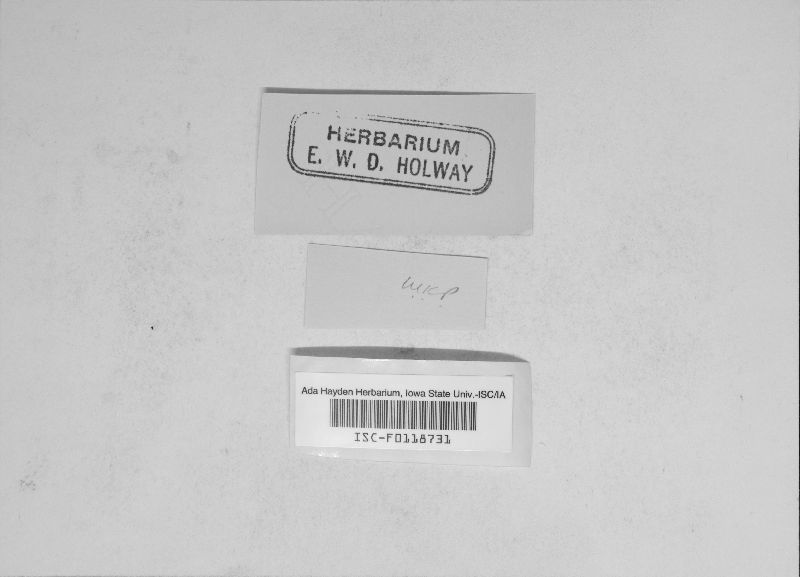 HERBARIUM
E. W. D. HOLWAY
Ada Hayden Herbarium, Iowa State Univ.-ISC/IA
ISC-F0118731